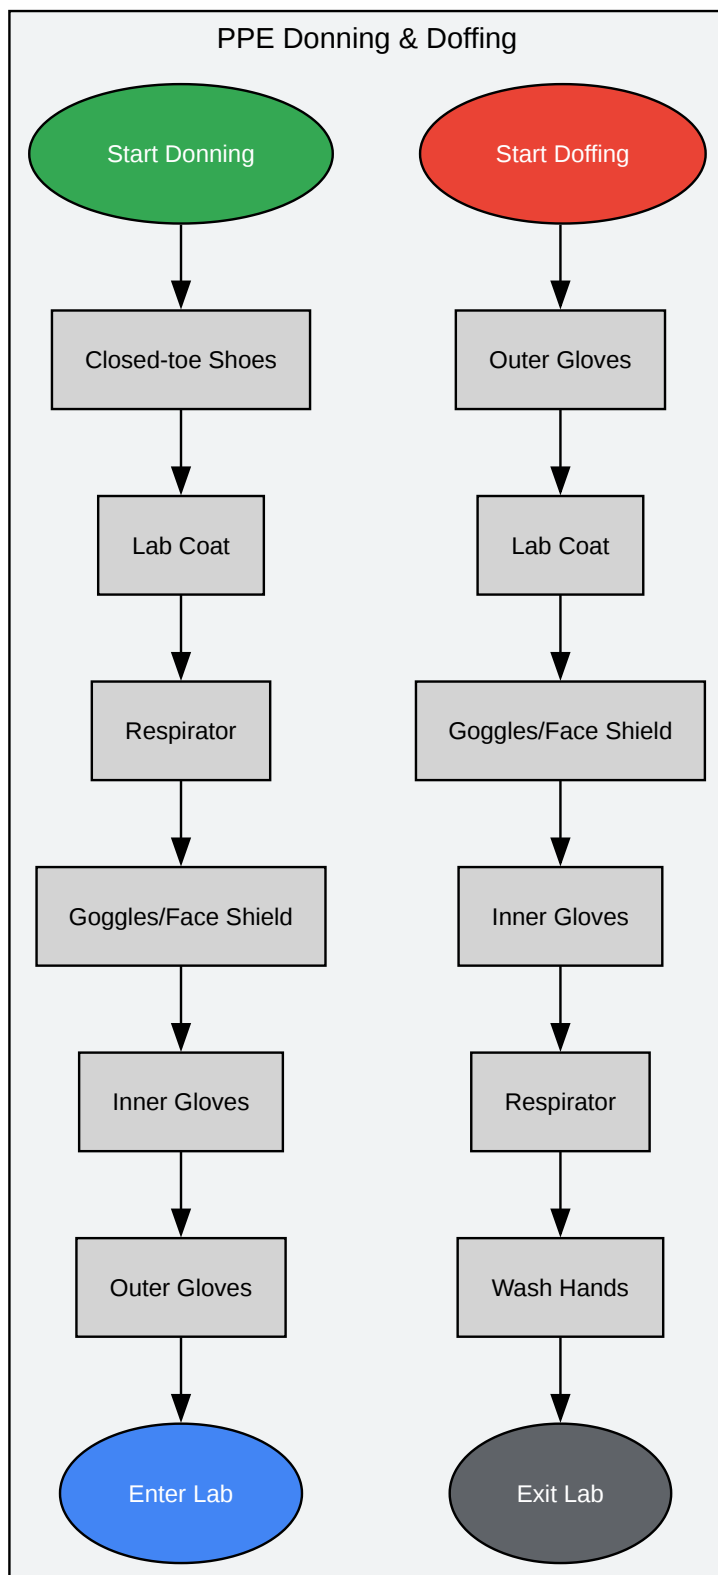 PPE Donning & Doffing
Start Donning
Closed-toe Shoes
Lab Coat
Respirator
Goggles/Face Shield
Inner Gloves
Outer Gloves
Enter Lab
Start Doffing
Outer Gloves
Lab Coat
Goggles/Face Shield
Inner Gloves
Respirator
Wash Hands
Exit Lab